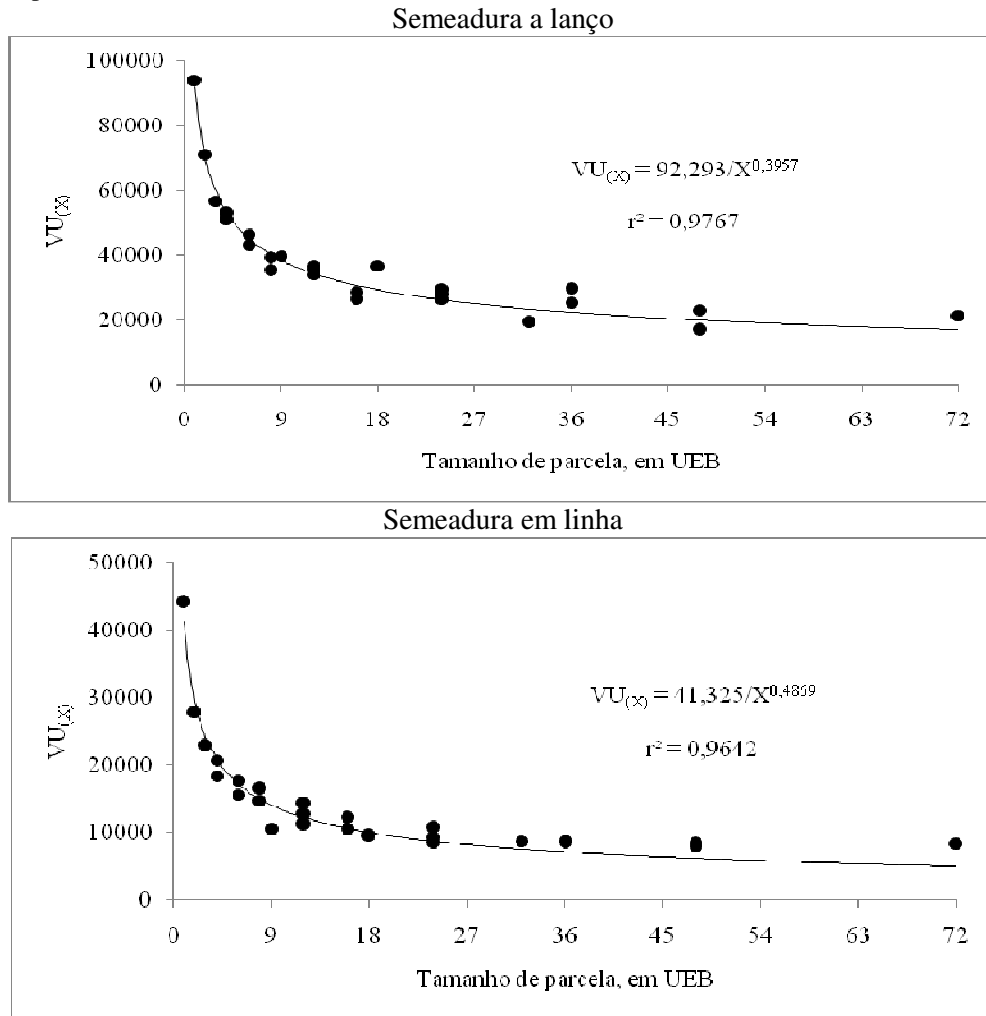 Semeadura a lanço
100000
80000
60000
40000
20000
0
VU(X)
VU(X) = 92,293/X^0,3957
r² = 0,9767
0 9 18 27 36 45 54 63 72
Tamanho de parcela, em UEB
Semeadura em linha
50000
40000
30000
20000
10000
0
VU(X)
VU(X) = 41,325/X^0,4869
r² = 0,9642
0 9 18 27 36 45 54 63 72
Tamanho de parcela, em UEB